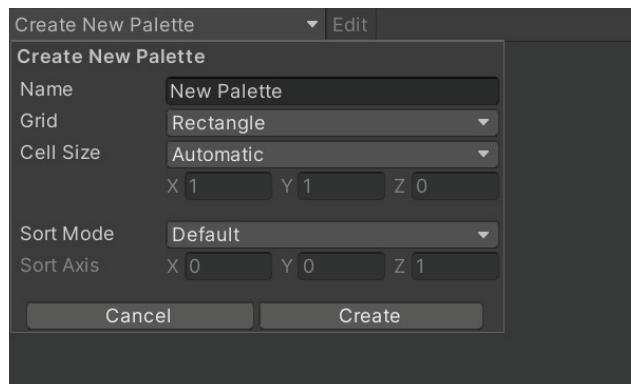 Create New Palette Edit
Create New Palette
Name New Palette
Grid Rectangle
Cell Size Automatic
X 1 Y 1 Z 0
Sort Mode Default
Sort Axis X 0 Y 0 Z 1
Cancel Create